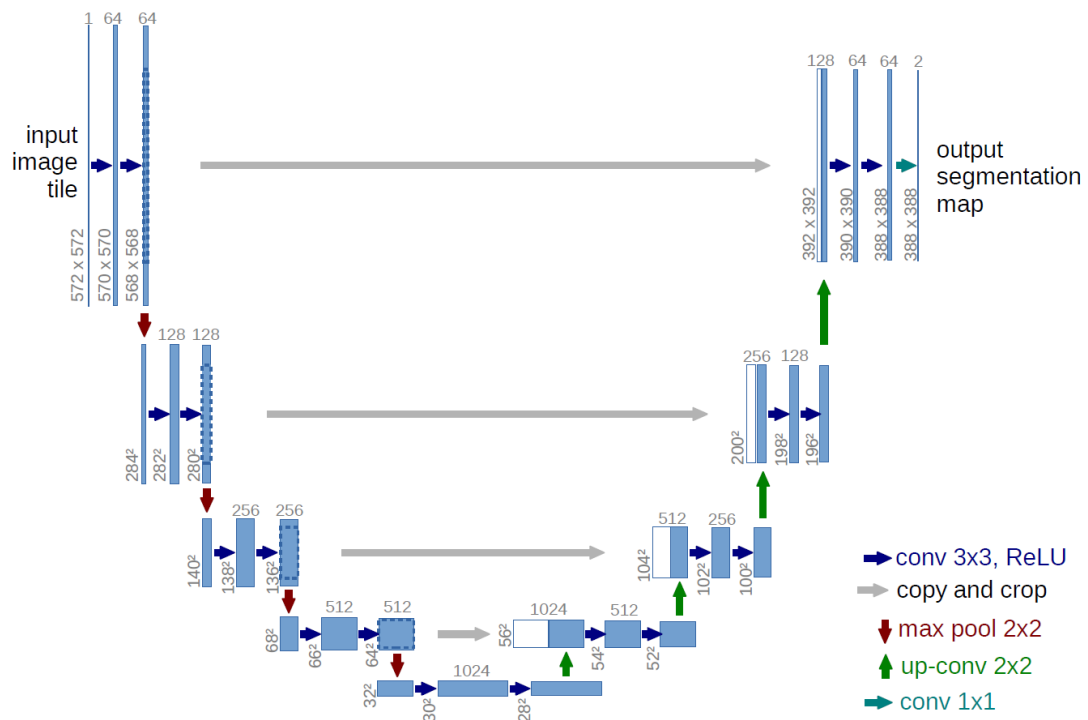 1 64 64
input
image
tile
572 x 572
570 x 570
568 x 568
128 64 64 2
output
segmentation
map
392 x 392
390 x 390
388 x 388
388 x 388
128 128
284²
282²
280²
256 128
200²
198²
196²
256 256
140²
138²
136²
512 256
104²
102²
100²
512 512
68²
66²
64²
1024 512
56²
54²
52²
1024
32²
30²
28²
conv 3x3, ReLU
copy and crop
max pool 2x2
up-conv 2x2
conv 1x1